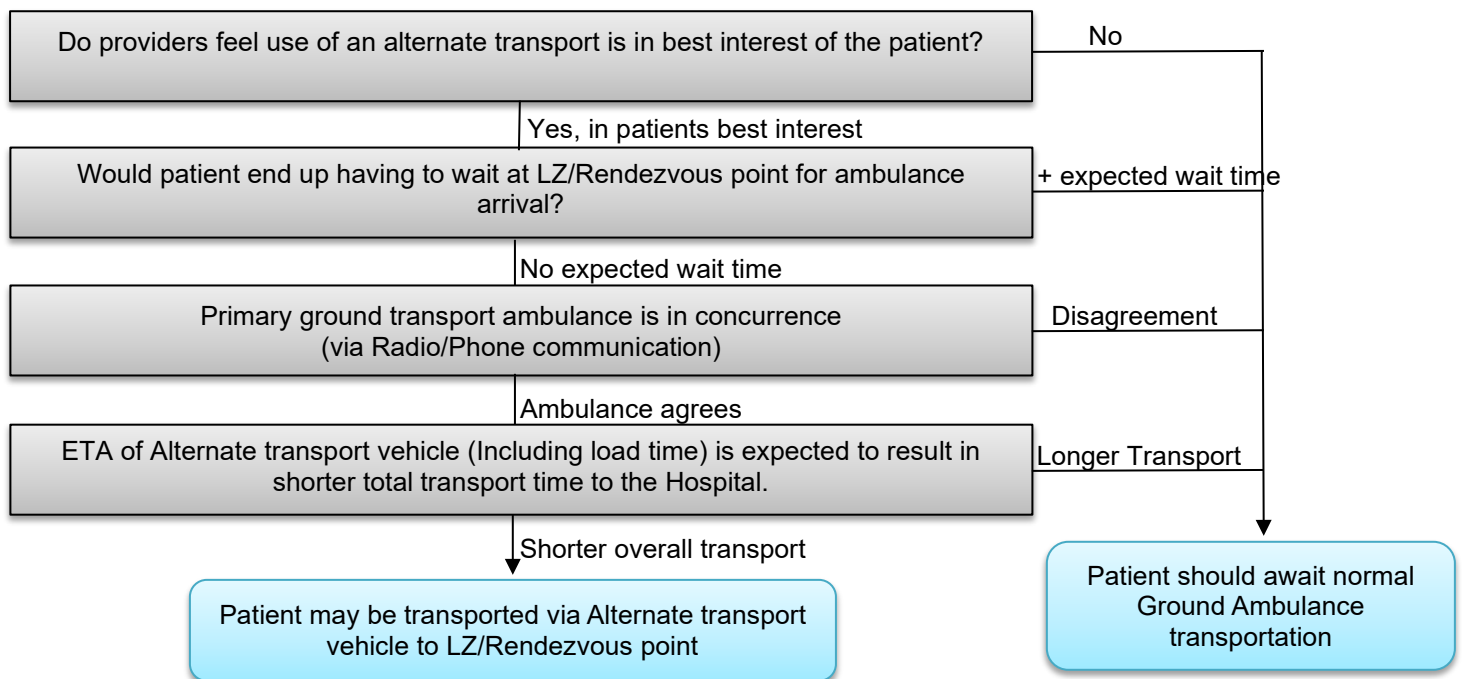 Do providers feel use of an alternate transport is in best interest of the patient?
No
Yes, in patients best interest
Would patient end up having to wait at LZ/Rendezvous point for ambulance
arrival?
+ expected wait time
No expected wait time
Primary ground transport ambulance is in concurrence
(via Radio/Phone communication)
Disagreement
Ambulance agrees
ETA of Alternate transport vehicle (Including load time) is expected to result in
shorter total transport time to the Hospital.
Longer Transport
Shorter overall transport
Patient may be transported via Alternate transport
vehicle to LZ/Rendezvous point
Patient should await normal
Ground Ambulance
transportation